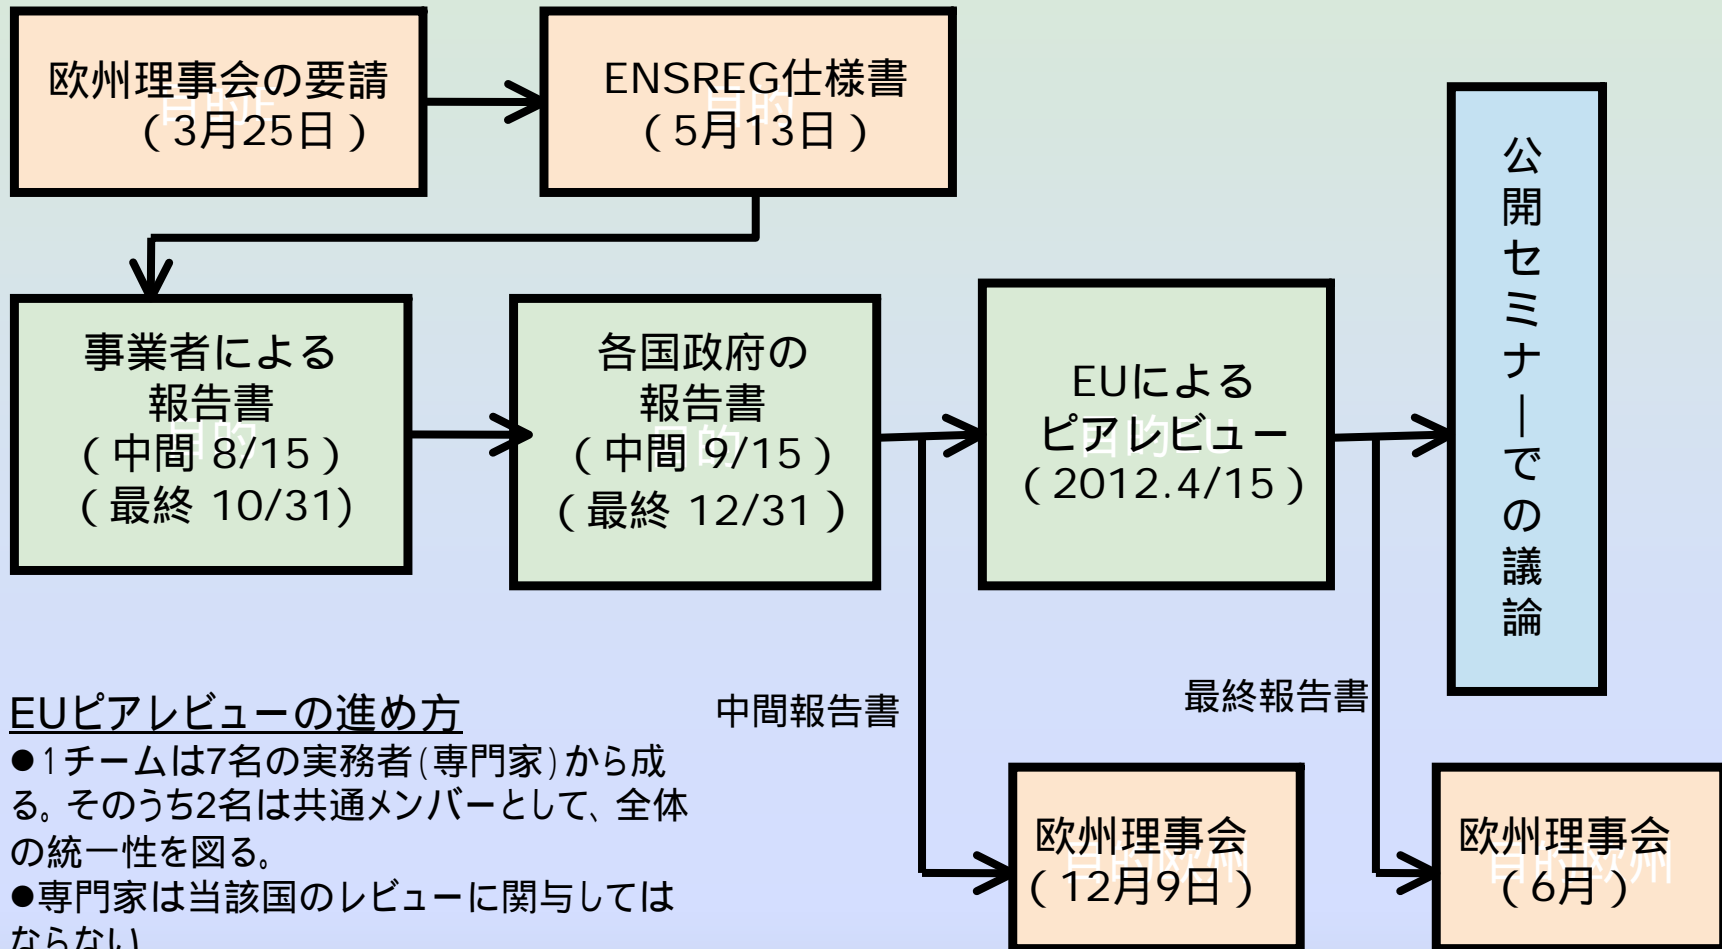 欧州理事会の要請
(3月25日)
ENSREG仕様書
(5月13日)
事業者による
報告書
(中間 8/15)
(最終 10/31)
各国政府の
報告書
(中間 9/15)
(最終 12/31)
EUによる
ピアレビュー
(2012.4/15)
公開セミナーでの議論
中間報告書
最終報告書
欧州理事会
(12月9日)
欧州理事会
(6月)
EUピアレビューの進め方
●1チームは7名の実務者(専門家)から成
る。そのうち2名は共通メンバーとして、全体
の統一性を図る。
●専門家は当該国のレビューに関与しては
ならない